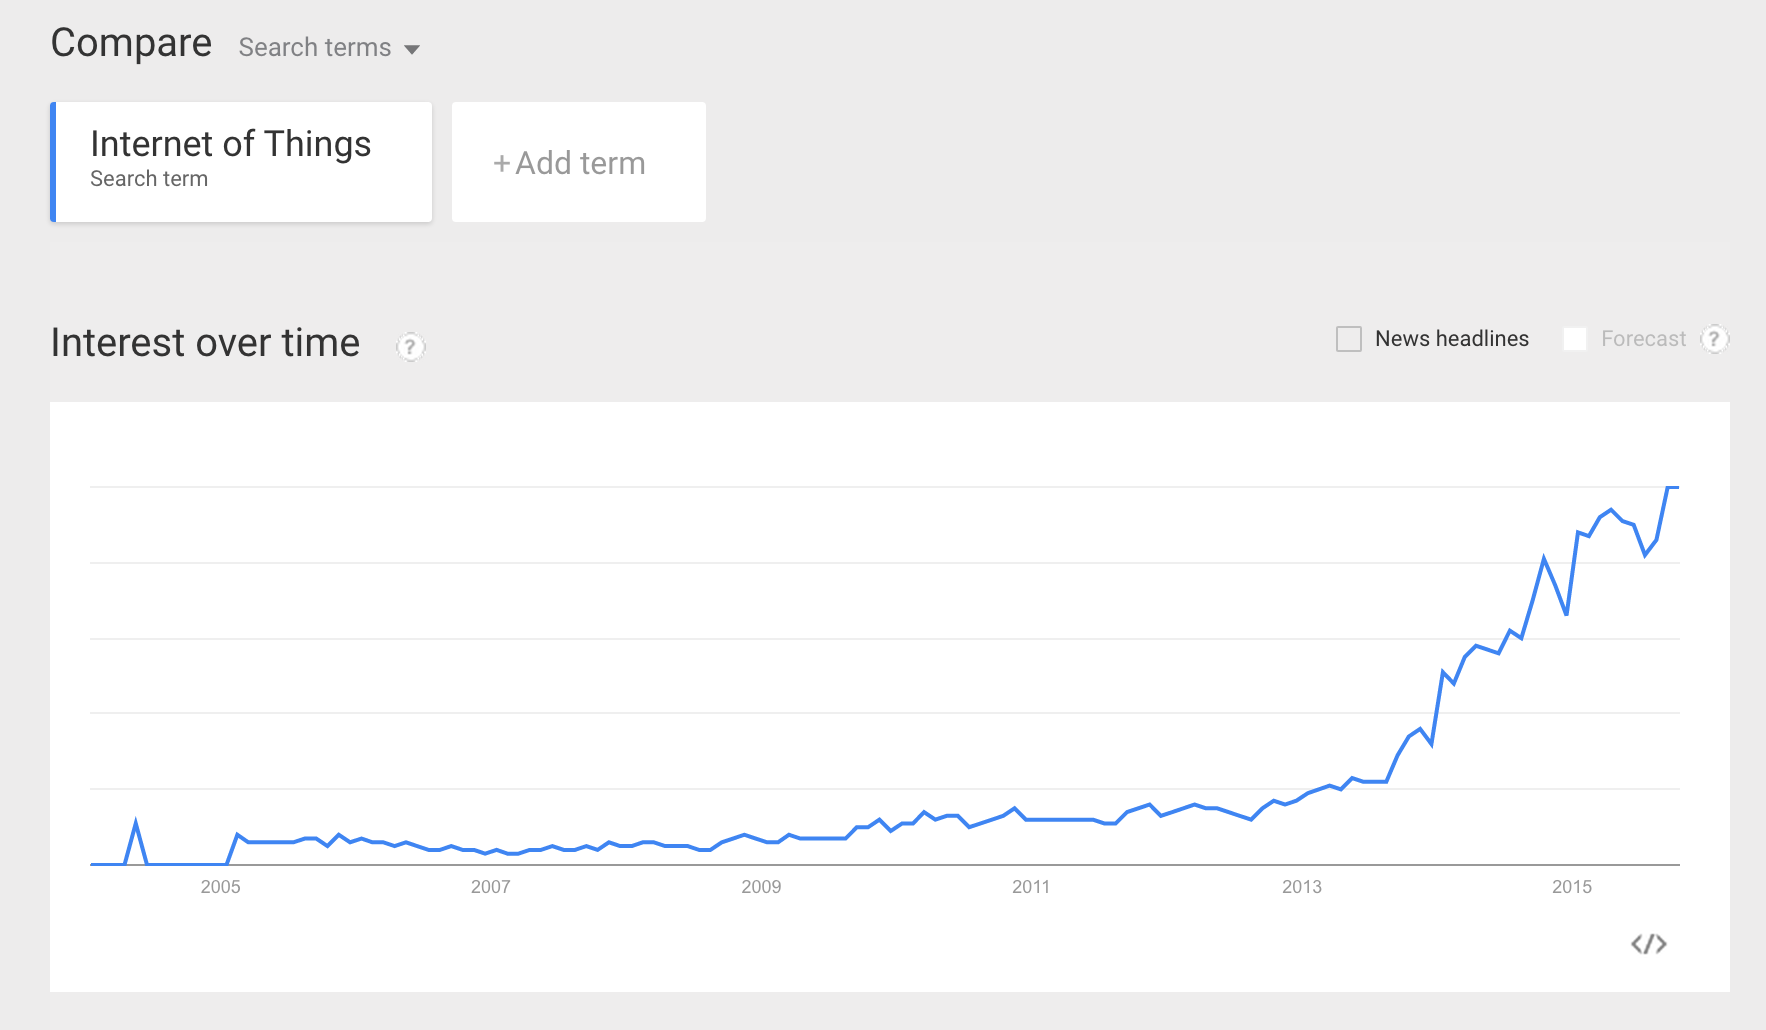 Compare Search terms
Internet of Things
Search term
+Add term
Interest over time ?
News headlines Forecast ?
2005 2007 2009 2011 2013 2015
</>